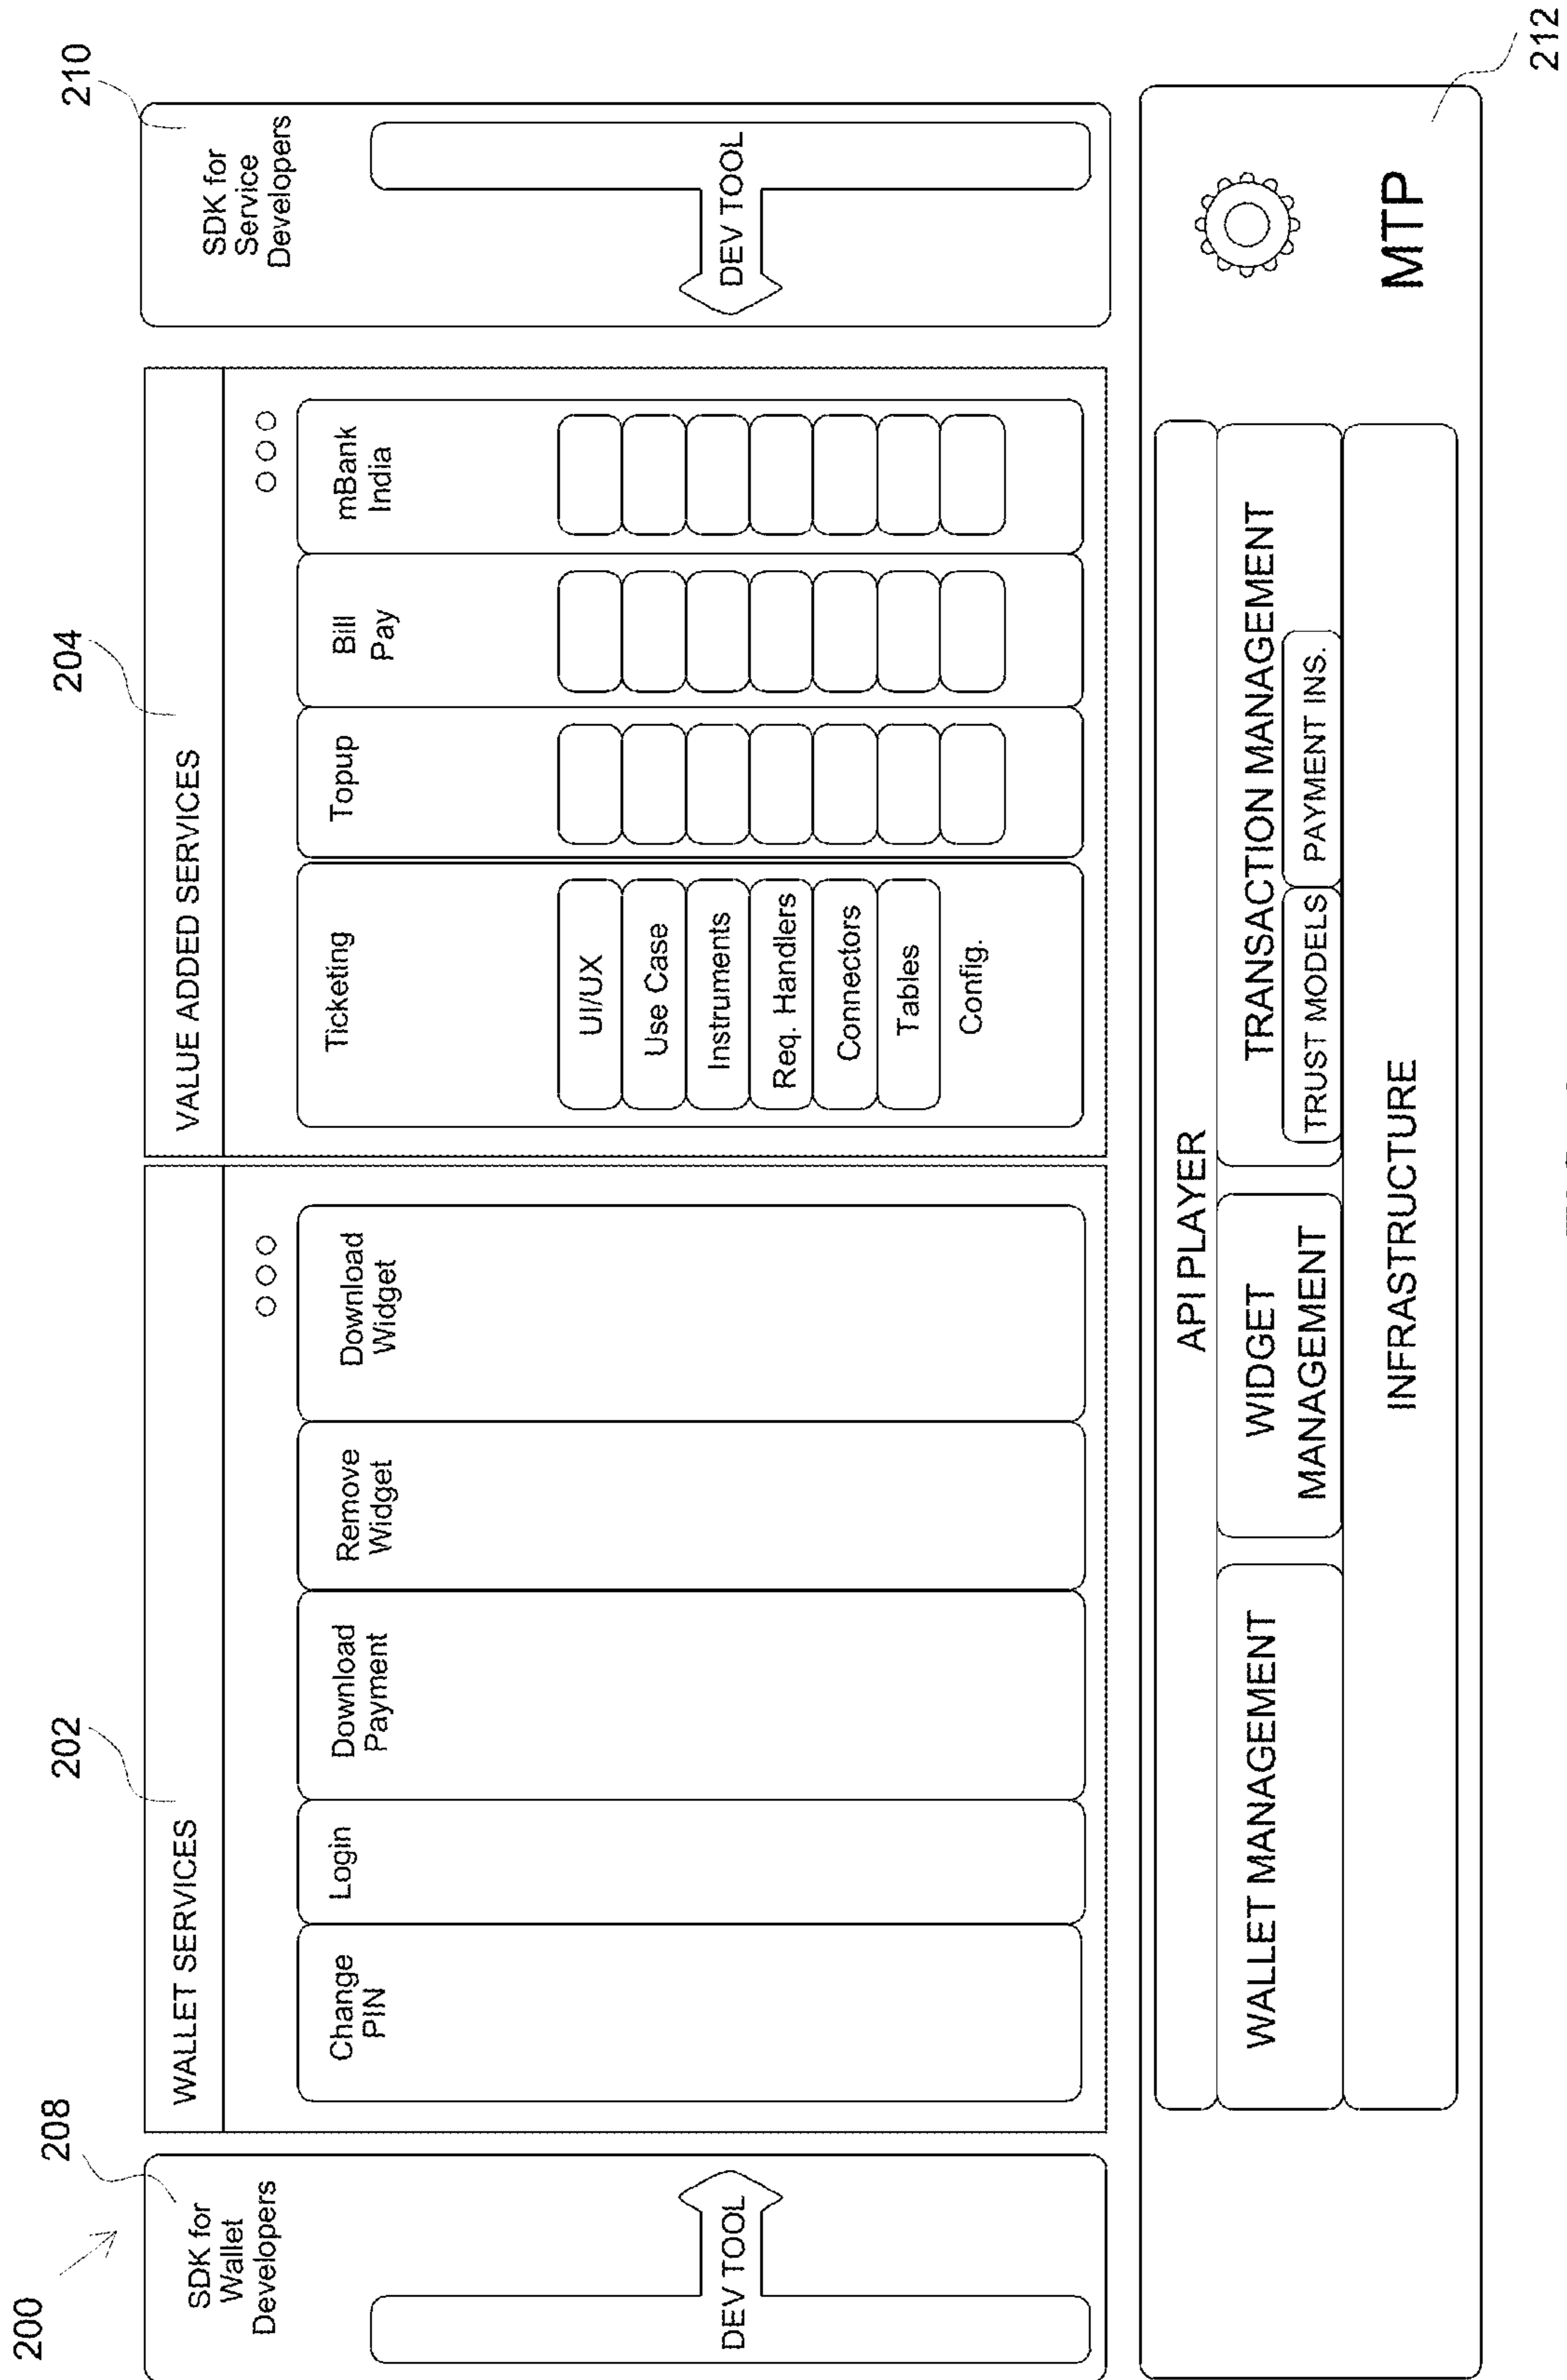 200
208
202
204
210
SDK for
Wallet
Developers
DEV TOOL
WALLET SERVICES
Change
PIN
Login
Download
Payment
Remove
Widget
Download
Widget
VALUE ADDED SERVICES
Ticketing
UI/UX
Use Case
Instruments
Req. Handlers
Connectors
Tables
Config.
Topup
Bill
Pay
mBank
India
SDK for
Service
Developers
DEV TOOL
API PLAYER
WALLET MANAGEMENT
WIDGET
MANAGEMENT
TRANSACTION MANAGEMENT
TRUST MODELS
PAYMENT INS.
INFRASTRUCTURE
MTP
212